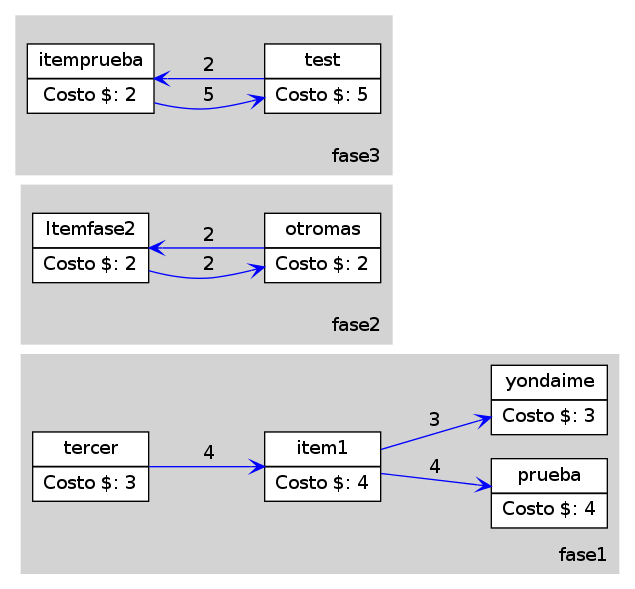 itemprueba
Costo $: 2
2
5
test
Costo $: 5
fase3
Itemfase2
Costo $: 2
2
2
otromas
Costo $: 2
fase2
tercer
Costo $: 3
4
item1
Costo $: 4
3
4
yondaime
Costo $: 3
prueba
Costo $: 4
fase1